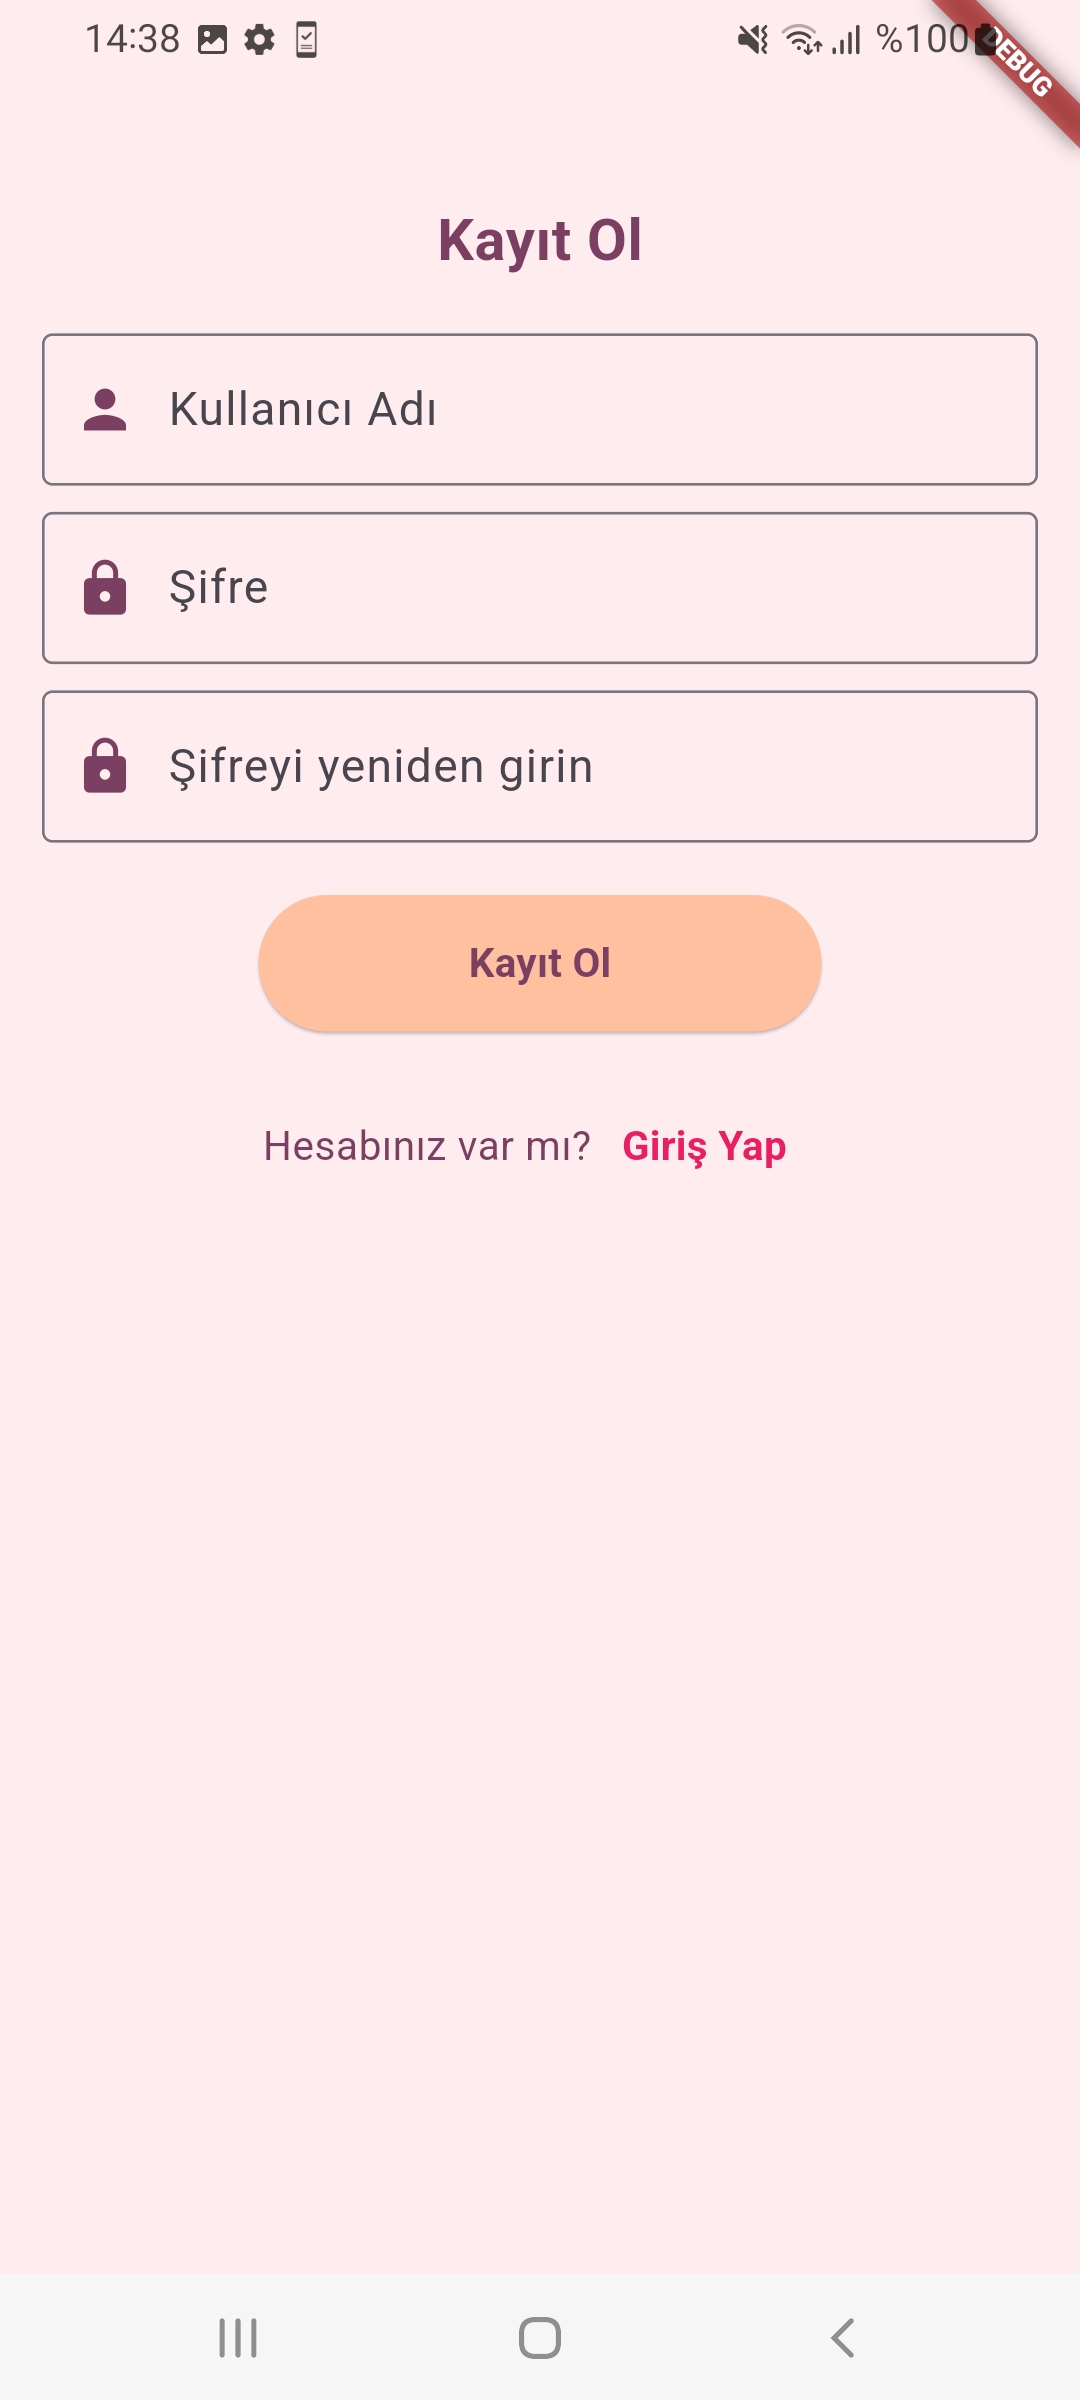 14:38
%100
DEBUG
Kayıt Ol
Kullanıcı Adı
Şifre
Şifreyi yeniden girin
Kayıt Ol
Hesabınız var mı? Giriş Yap